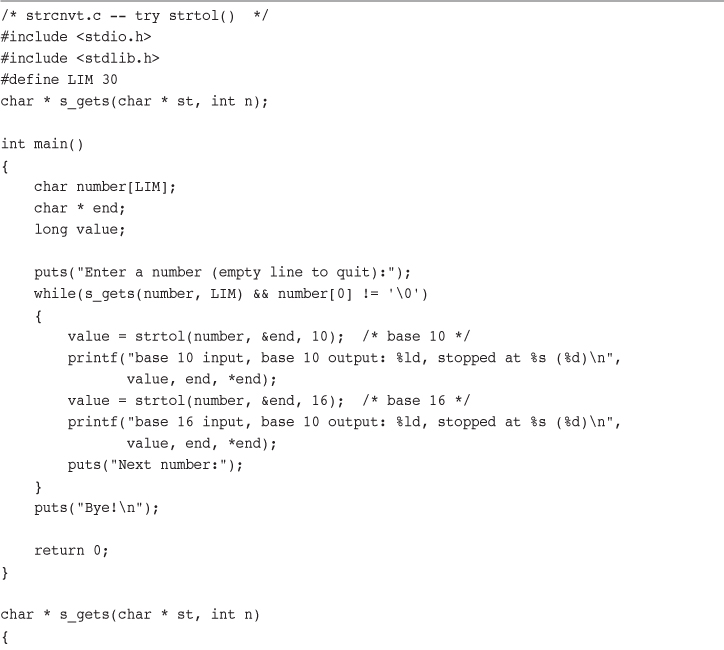 /* strcnvt.c -- try strtol()  */
#include <stdio.h>
#include <stdlib.h>
#define LIM 30
char * s_gets(char * st, int n);

int main()
{
    char number[LIM];
    char * end;
    long value;

    puts("Enter a number (empty line to quit):");
    while(s_gets(number, LIM) && number[0] != '\0')
    {
        value = strtol(number, &end, 10);  /* base 10 */
        printf("base 10 input, base 10 output: %ld, stopped at %s (%d)\n",
               value, end, *end);
        value = strtol(number, &end, 16);  /* base 16 */
        printf("base 16 input, base 10 output: %ld, stopped at %s (%d)\n",
               value, end, *end);
        puts("Next number:");
    }
    puts("Bye!\n");

    return 0;
}

char * s_gets(char * st, int n)
{